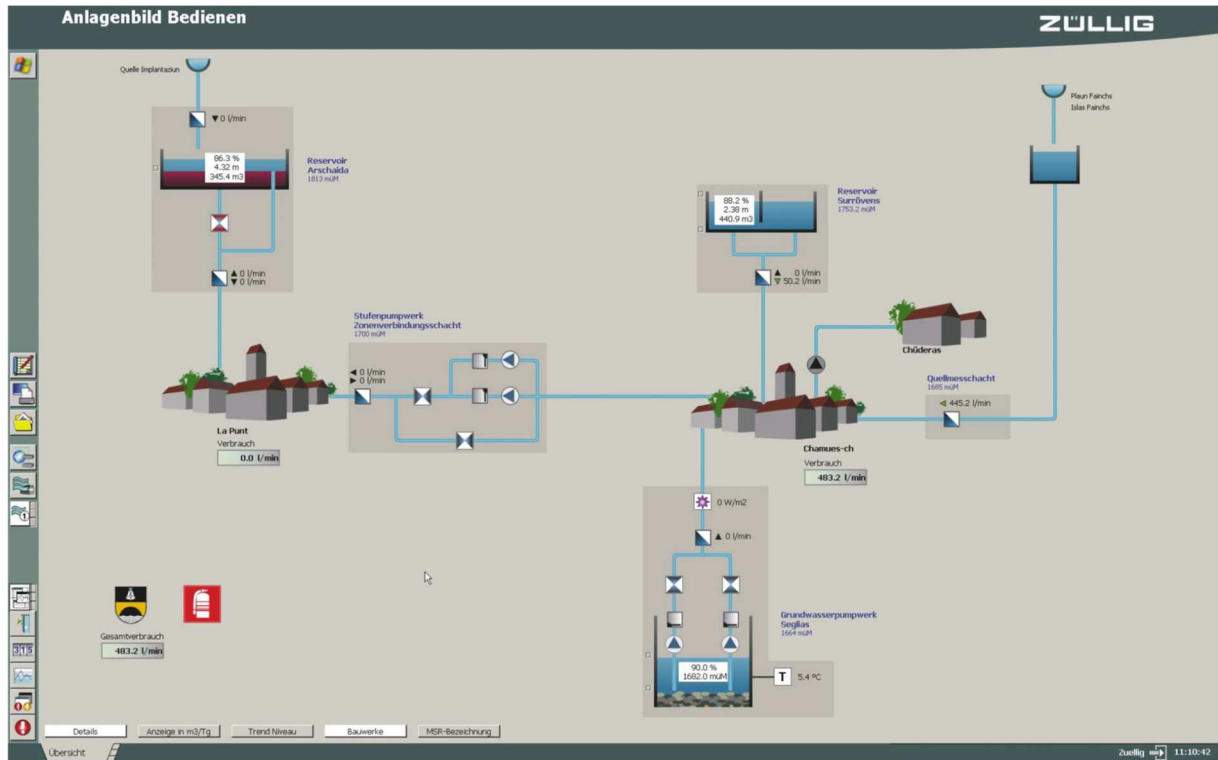 Anlagenbild Bedienen
ZÜLLIG
Quelle Implantaziun
▼ 0 l/min
86.3 %
4.32 m
345.4 m3
Reservoir
Arschaida
1813 müM
▲ 0 l/min
▼ 0 l/min
Plaun Fainchs
Islas Fainchs
88.2 %
2.38 m
440.9 m3
Reservoir
Surrövens
1753.2 müM
▲ 0 l/min
▼ 50.2 l/min
Stufenpumpwerk
Zonenverbindungsschacht
1700 müM
◄ 0 l/min
► 0 l/min
Chüderas
Quellmesschacht
1685 müM
◄ 445.2 l/min
La Punt
Verbrauch
0.0 l/min
Chamues-ch
Verbrauch
483.2 l/min
0 W/m2
▲ 0 l/min
Grundwasserpumpwerk
Seglias
1664 müM
90.0 %
1682.0 müM
T 5.4 ºC
Gesamtverbrauch
483.2 l/min
315
1
Details Anzeige in m3/Tg Trend Niveau Bauwerke MSR-Bezeichnung
Übersicht
Zuellig 11:10:42